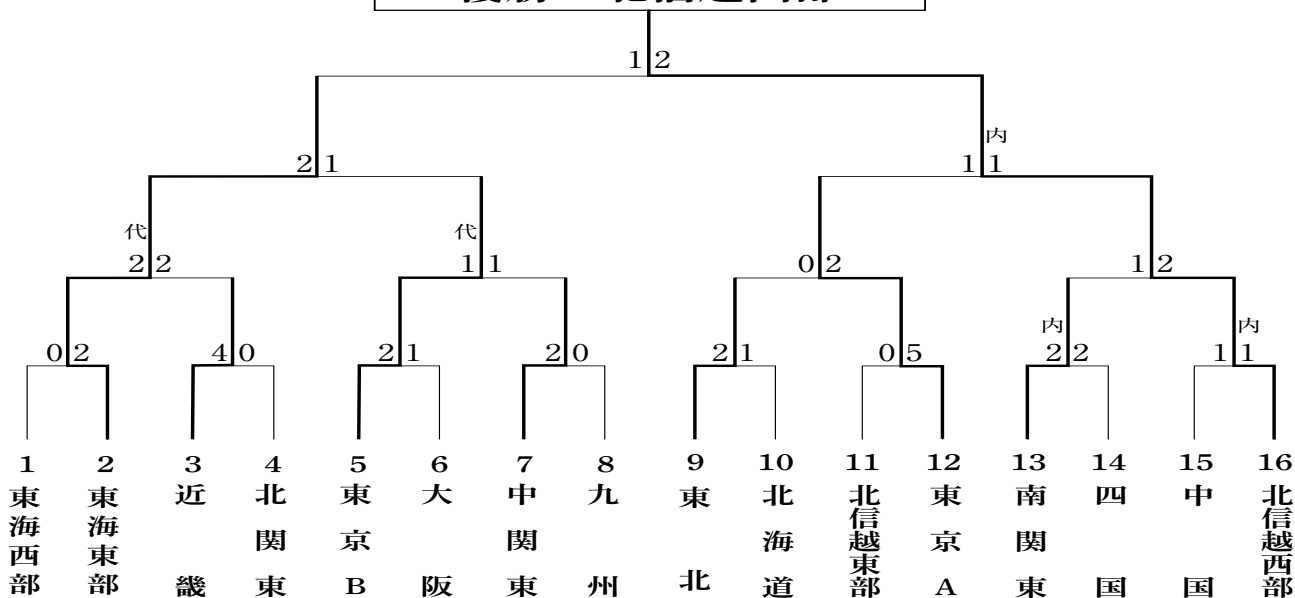 1 2
内
2 1
1 1
代
代
2 2
1 1
0 2
1 2
内
内
0 2
4 0
2 1
2 0
2 1
0 5
2 2
1 1
1 2 3 4 5 6 7 8 9 10 11 12 13 14 15 16
東海西部
東海東部
近畿
北関東
東京B
大阪
中関東
九州
東北
北海道
北信越東部
東京A
南関東
四国
中国
北信越西部